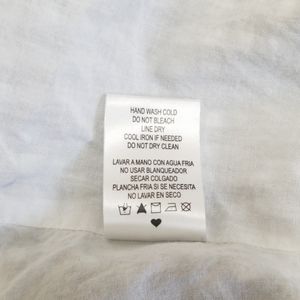 HAND WASH COLD
DO NOT BLEACH
LINE DRY
COOL IRON IF NEEDED
DO NOT DRY CLEAN
LAVAR A MANO CON AGUA FRIA
NO USAR BLANQUEADOR
SECAR COLGADO
PLANCHA FRIA SI SE NECESITA
NO LAVAR EN SECO